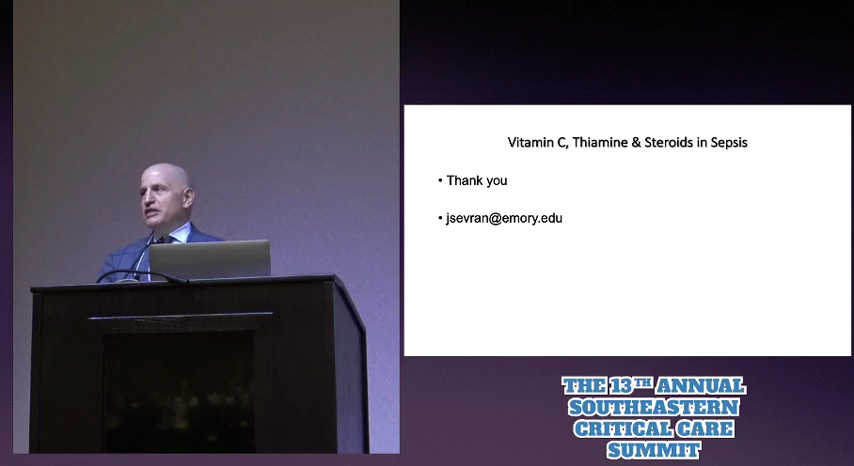 Vitamin C, Thiamine & Steroids in Sepsis
• Thank you
• jsevran@emory.edu
THE 13TH ANNUAL
SOUTHEASTERN
CRITICAL CARE
SUMMIT